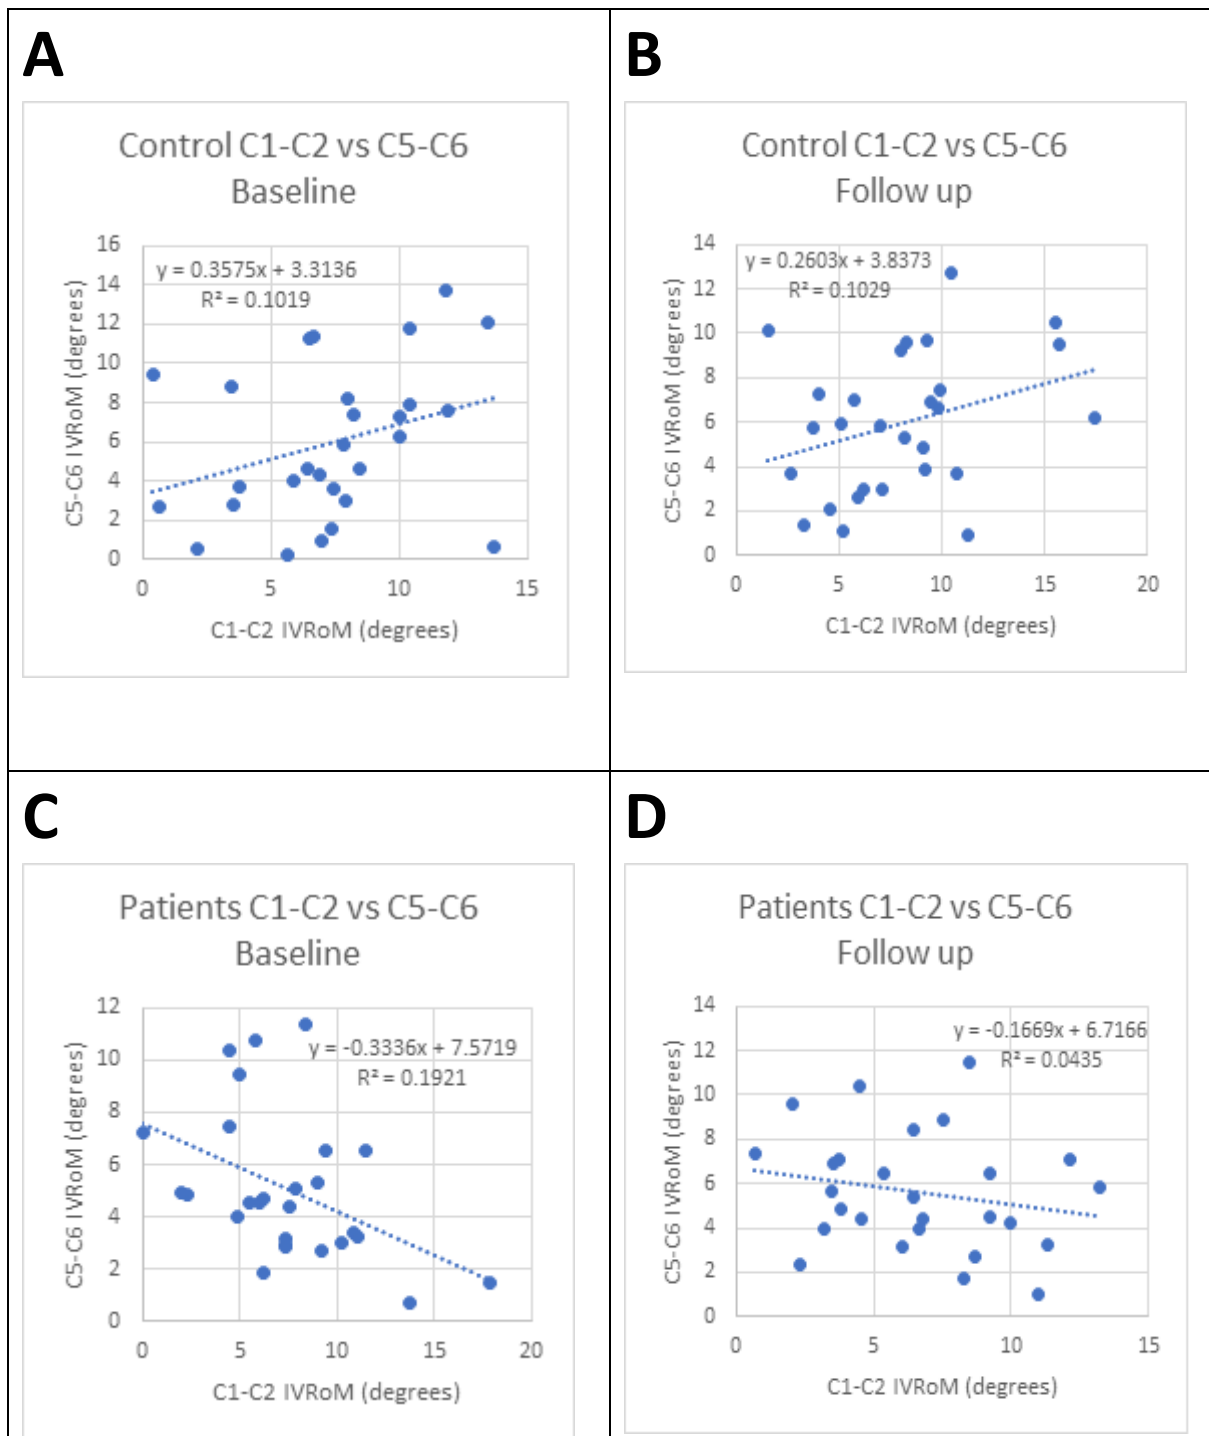 A
Control C1-C2 vs C5-C6
Baseline
y = 0.3575x + 3.3136
R² = 0.1019
16
14
12
10
8
6
4
2
0
0 5 10 15
C5-C6 IVRoM (degrees)
C1-C2 IVRoM (degrees)
B
Control C1-C2 vs C5-C6
Follow up
y = 0.2603x + 3.8373
R² = 0.1029
14
12
10
8
6
4
2
0
0 5 10 15 20
C5-C6 IVRoM (degrees)
C1-C2 IVRoM (degrees)
C
Patients C1-C2 vs C5-C6
Baseline
y = -0.3336x + 7.5719
R² = 0.1921
12
10
8
6
4
2
0
0 5 10 15 20
C5-C6 IVRoM (degrees)
C1-C2 IVRoM (degrees)
D
Patients C1-C2 vs C5-C6
Follow up
y = -0.1669x + 6.7166
R² = 0.0435
14
12
10
8
6
4
2
0
0 5 10 15
C5-C6 IVRoM (degrees)
C1-C2 IVRoM (degrees)